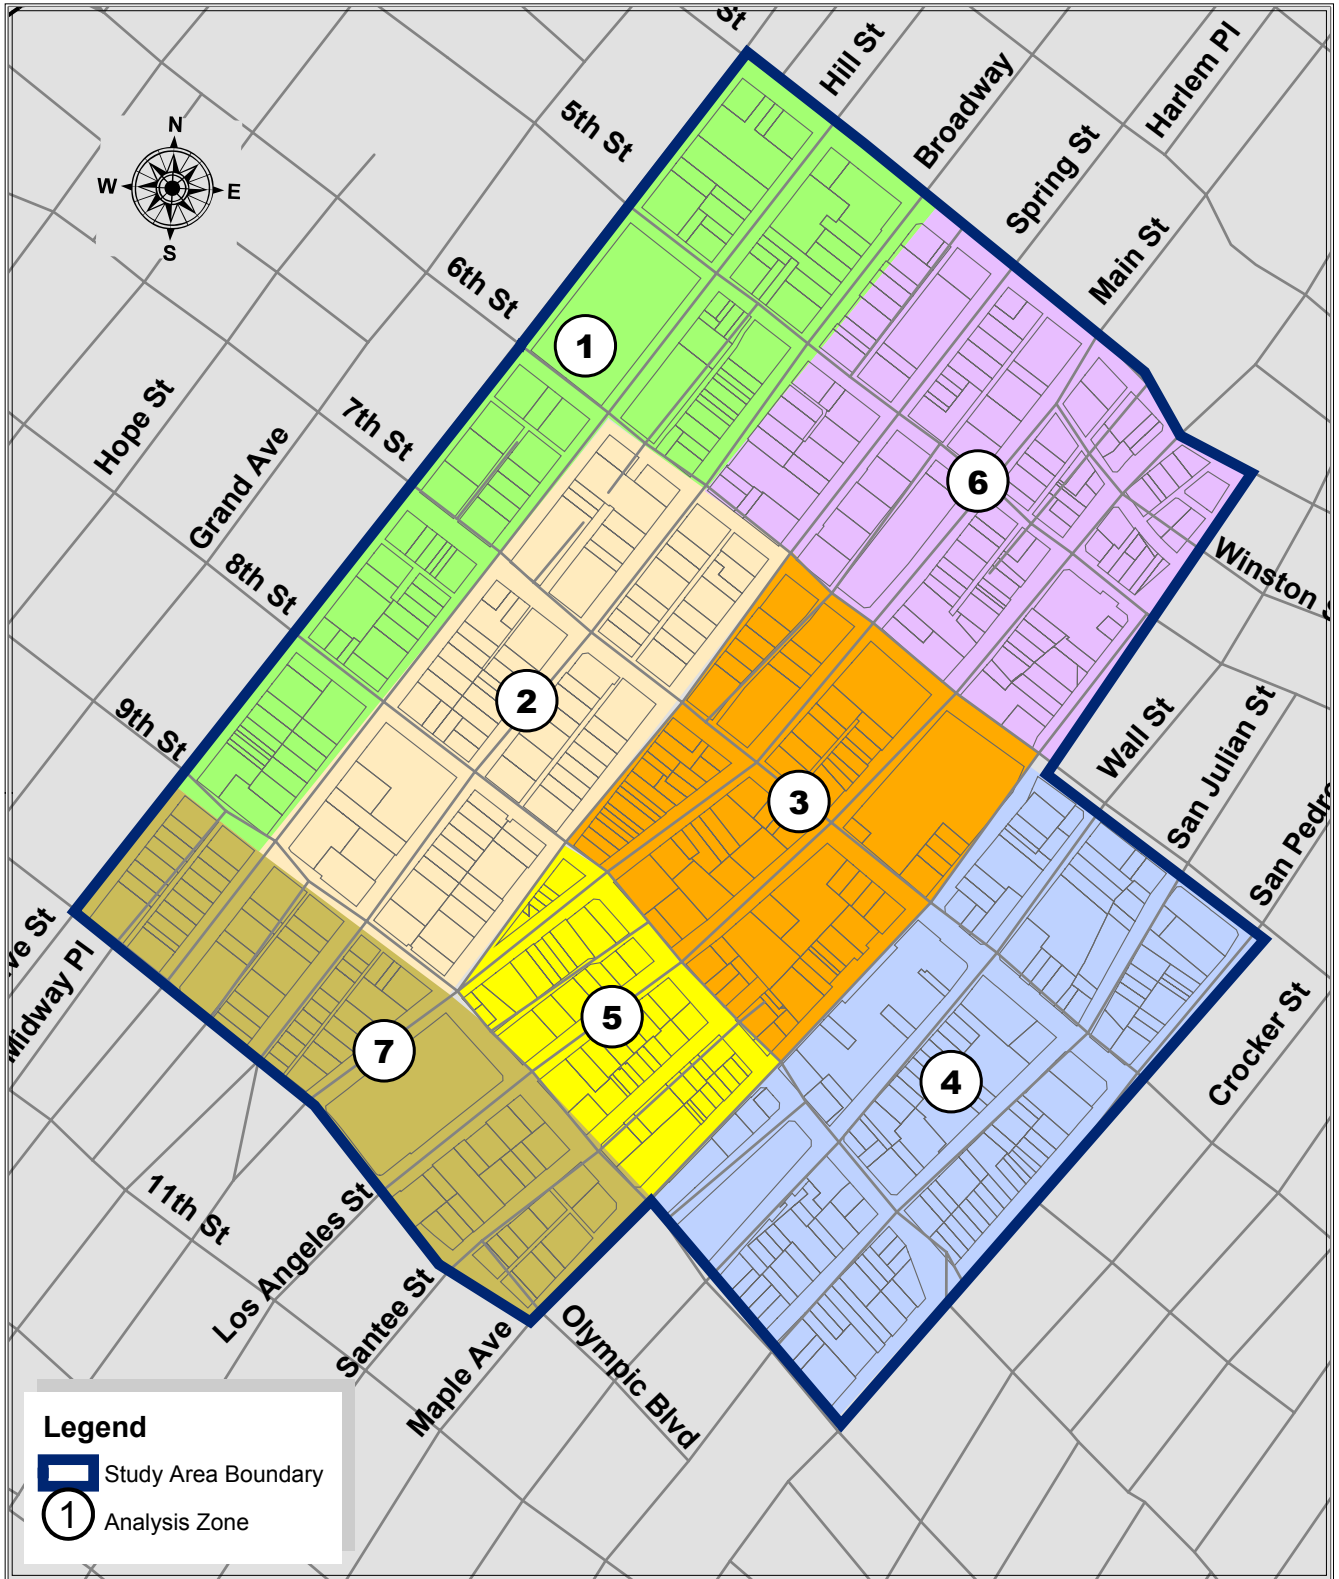 St
Hill St
Broadway
Spring St
Main St
Harlem Pl
5th St
6th St
7th St
8th St
9th St
N
W
E
S
Hope St
Grand Ave
1
2
3
4
5
6
7
Winston S
Wall St
San Julian St
San Pedro
Crocker St
ve St
Midway Pl
11th St
Los Angeles St
Santee St
Maple Ave
Olympic Blvd
Legend
Study Area Boundary
1 Analysis Zone